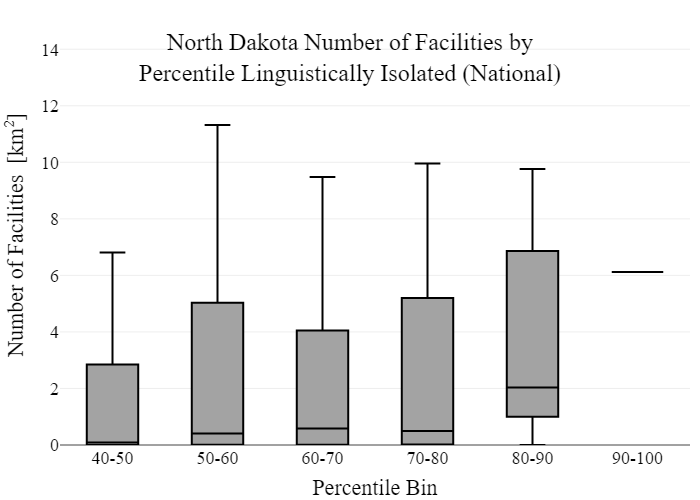 North Dakota Number of Facilities by
Percentile Linguistically Isolated (National)
Number of Facilities [km²]
14
12
10
8
6
4
2
0
40-50 50-60 60-70 70-80 80-90 90-100
Percentile Bin